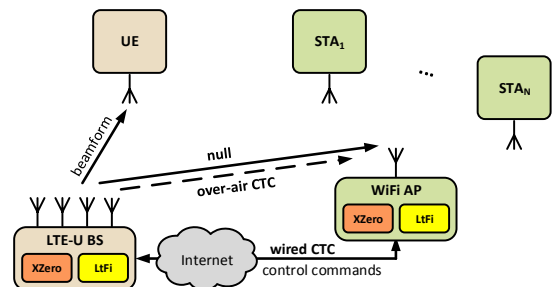 UE
STA1
...
STAN
beamform
null
over-air CTC
WiFi AP
XZero
LtFi
LTE-U BS
XZero
LtFi
Internet
wired CTC
control commands